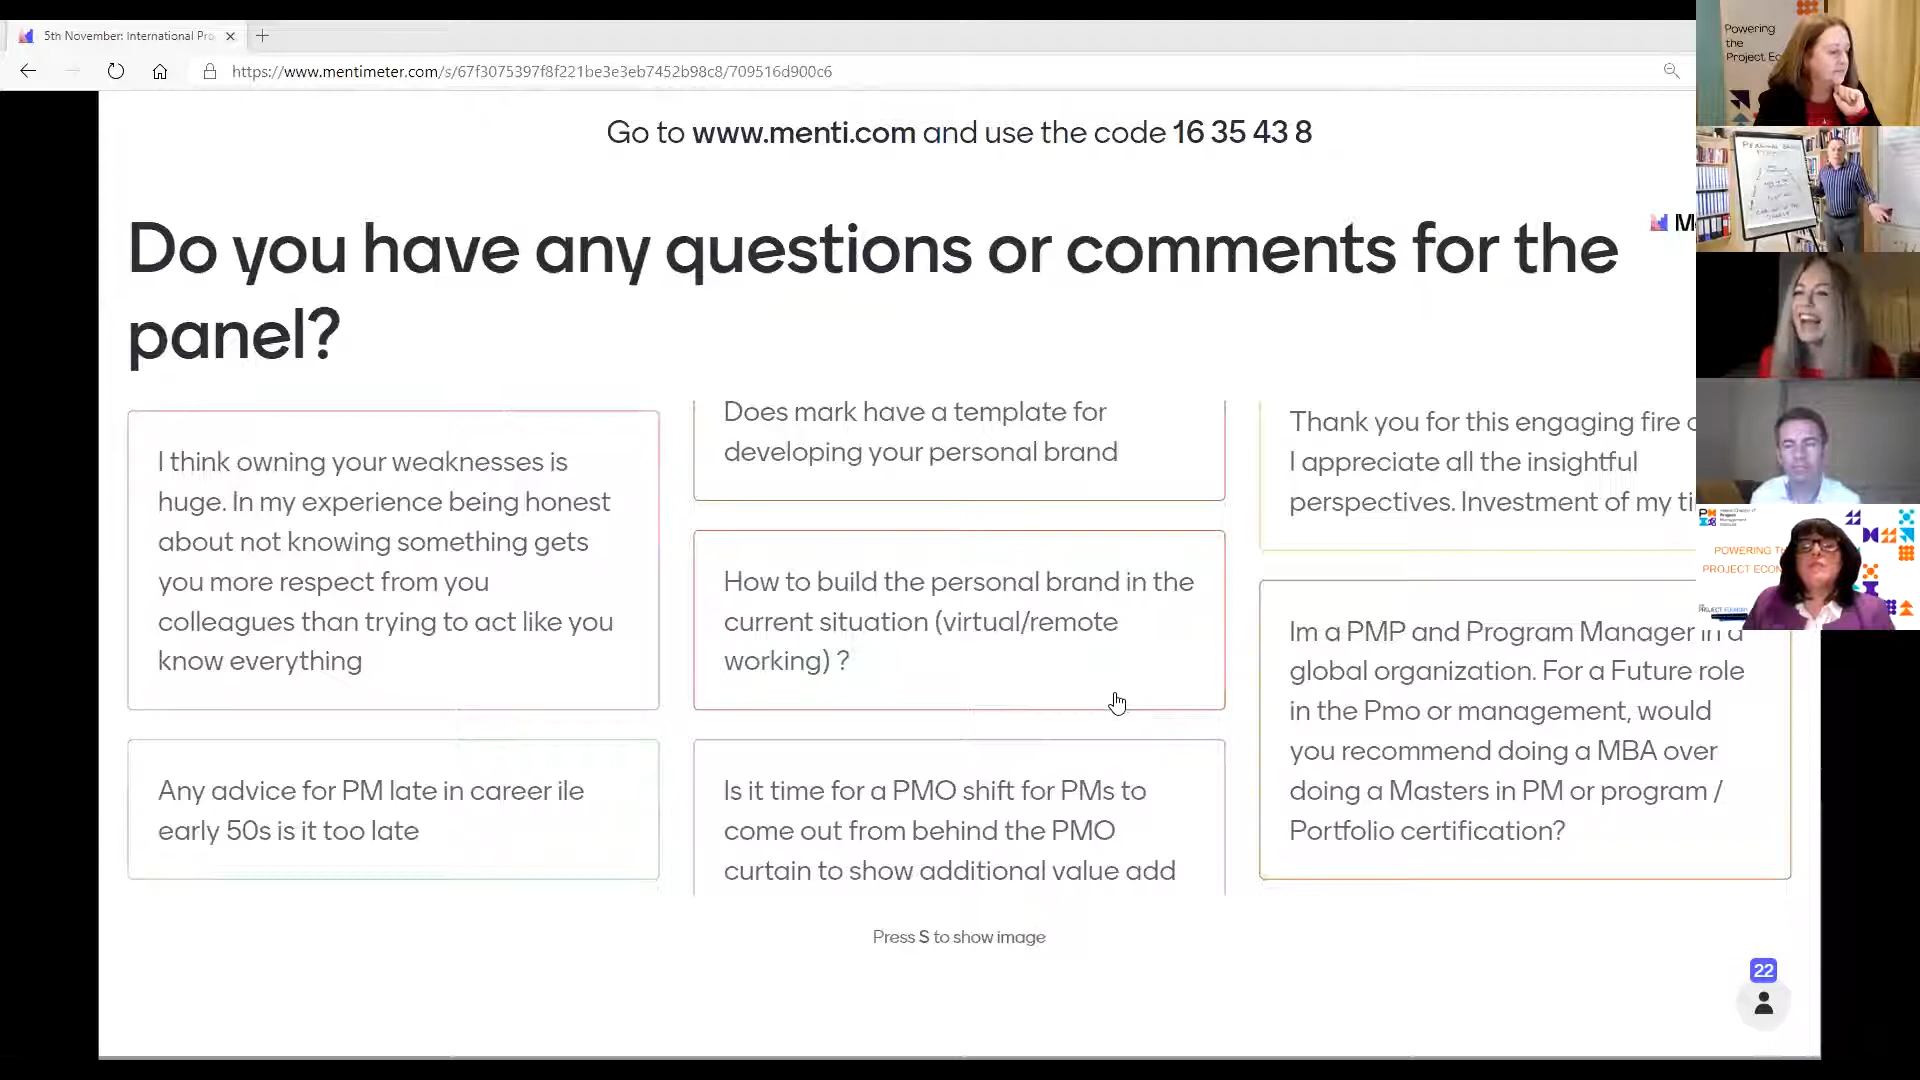 5th November: International Pro
https://www.mentimeter.com/s/67f3075397f8f221be3e3eb7452b98c8/709516d900c6
Go to www.menti.com and use the code 16 35 43 8
Do you have any questions or comments for the
panel?
M
I think owning your weaknesses is
huge. In my experience being honest
about not knowing something gets
you more respect from you
colleagues than trying to act like you
know everything
Any advice for PM late in career ile
early 50s is it too late
Does mark have a template for
developing your personal brand
How to build the personal brand in the
current situation (virtual/remote
working) ?
Is it time for a PMO shift for PMs to
come out from behind the PMO
curtain to show additional value add
Thank you for this engaging fire
I appreciate all the insightful
perspectives. Investment of my ti
Im a PMP and Program Manager in a
global organization. For a Future role
in the Pmo or management, would
you recommend doing a MBA over
doing a Masters in PM or program /
Portfolio certification?
Press S to show image
22
Powering
the
Project Ec
PERSONAL BRAND
POWERING TH
PROJECT ECON